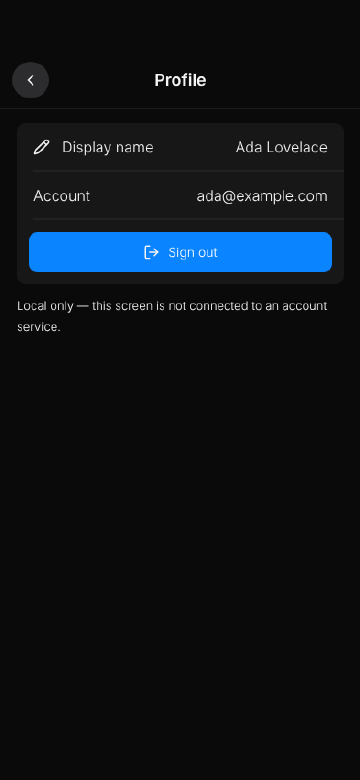 Profile
Display name Ada Lovelace
Account ada@example.com
Sign out
Local only — this screen is not connected to an account
service.